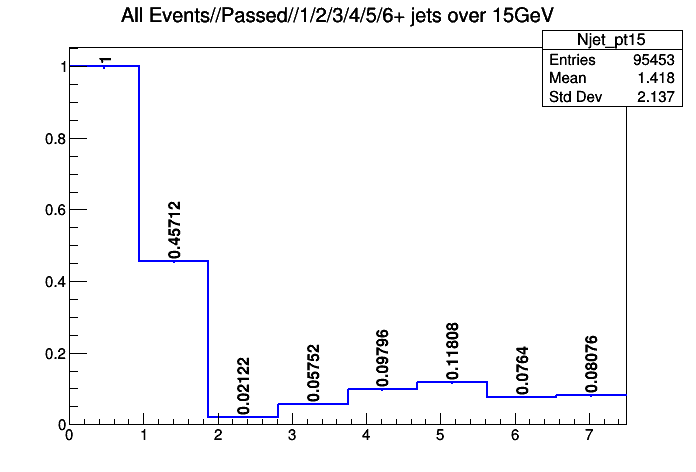 All Events//Passed//1/2/3/4/5/6+ jets over 15GeV
Njet_pt15
Entries 95453
Mean 1.418
Std Dev 2.137
1
0.8
0.6
0.4
0.2
0
1
0.45712
0.02122
0.05752
0.09796
0.11808
0.0764
0.08076
0 1 2 3 4 5 6 7